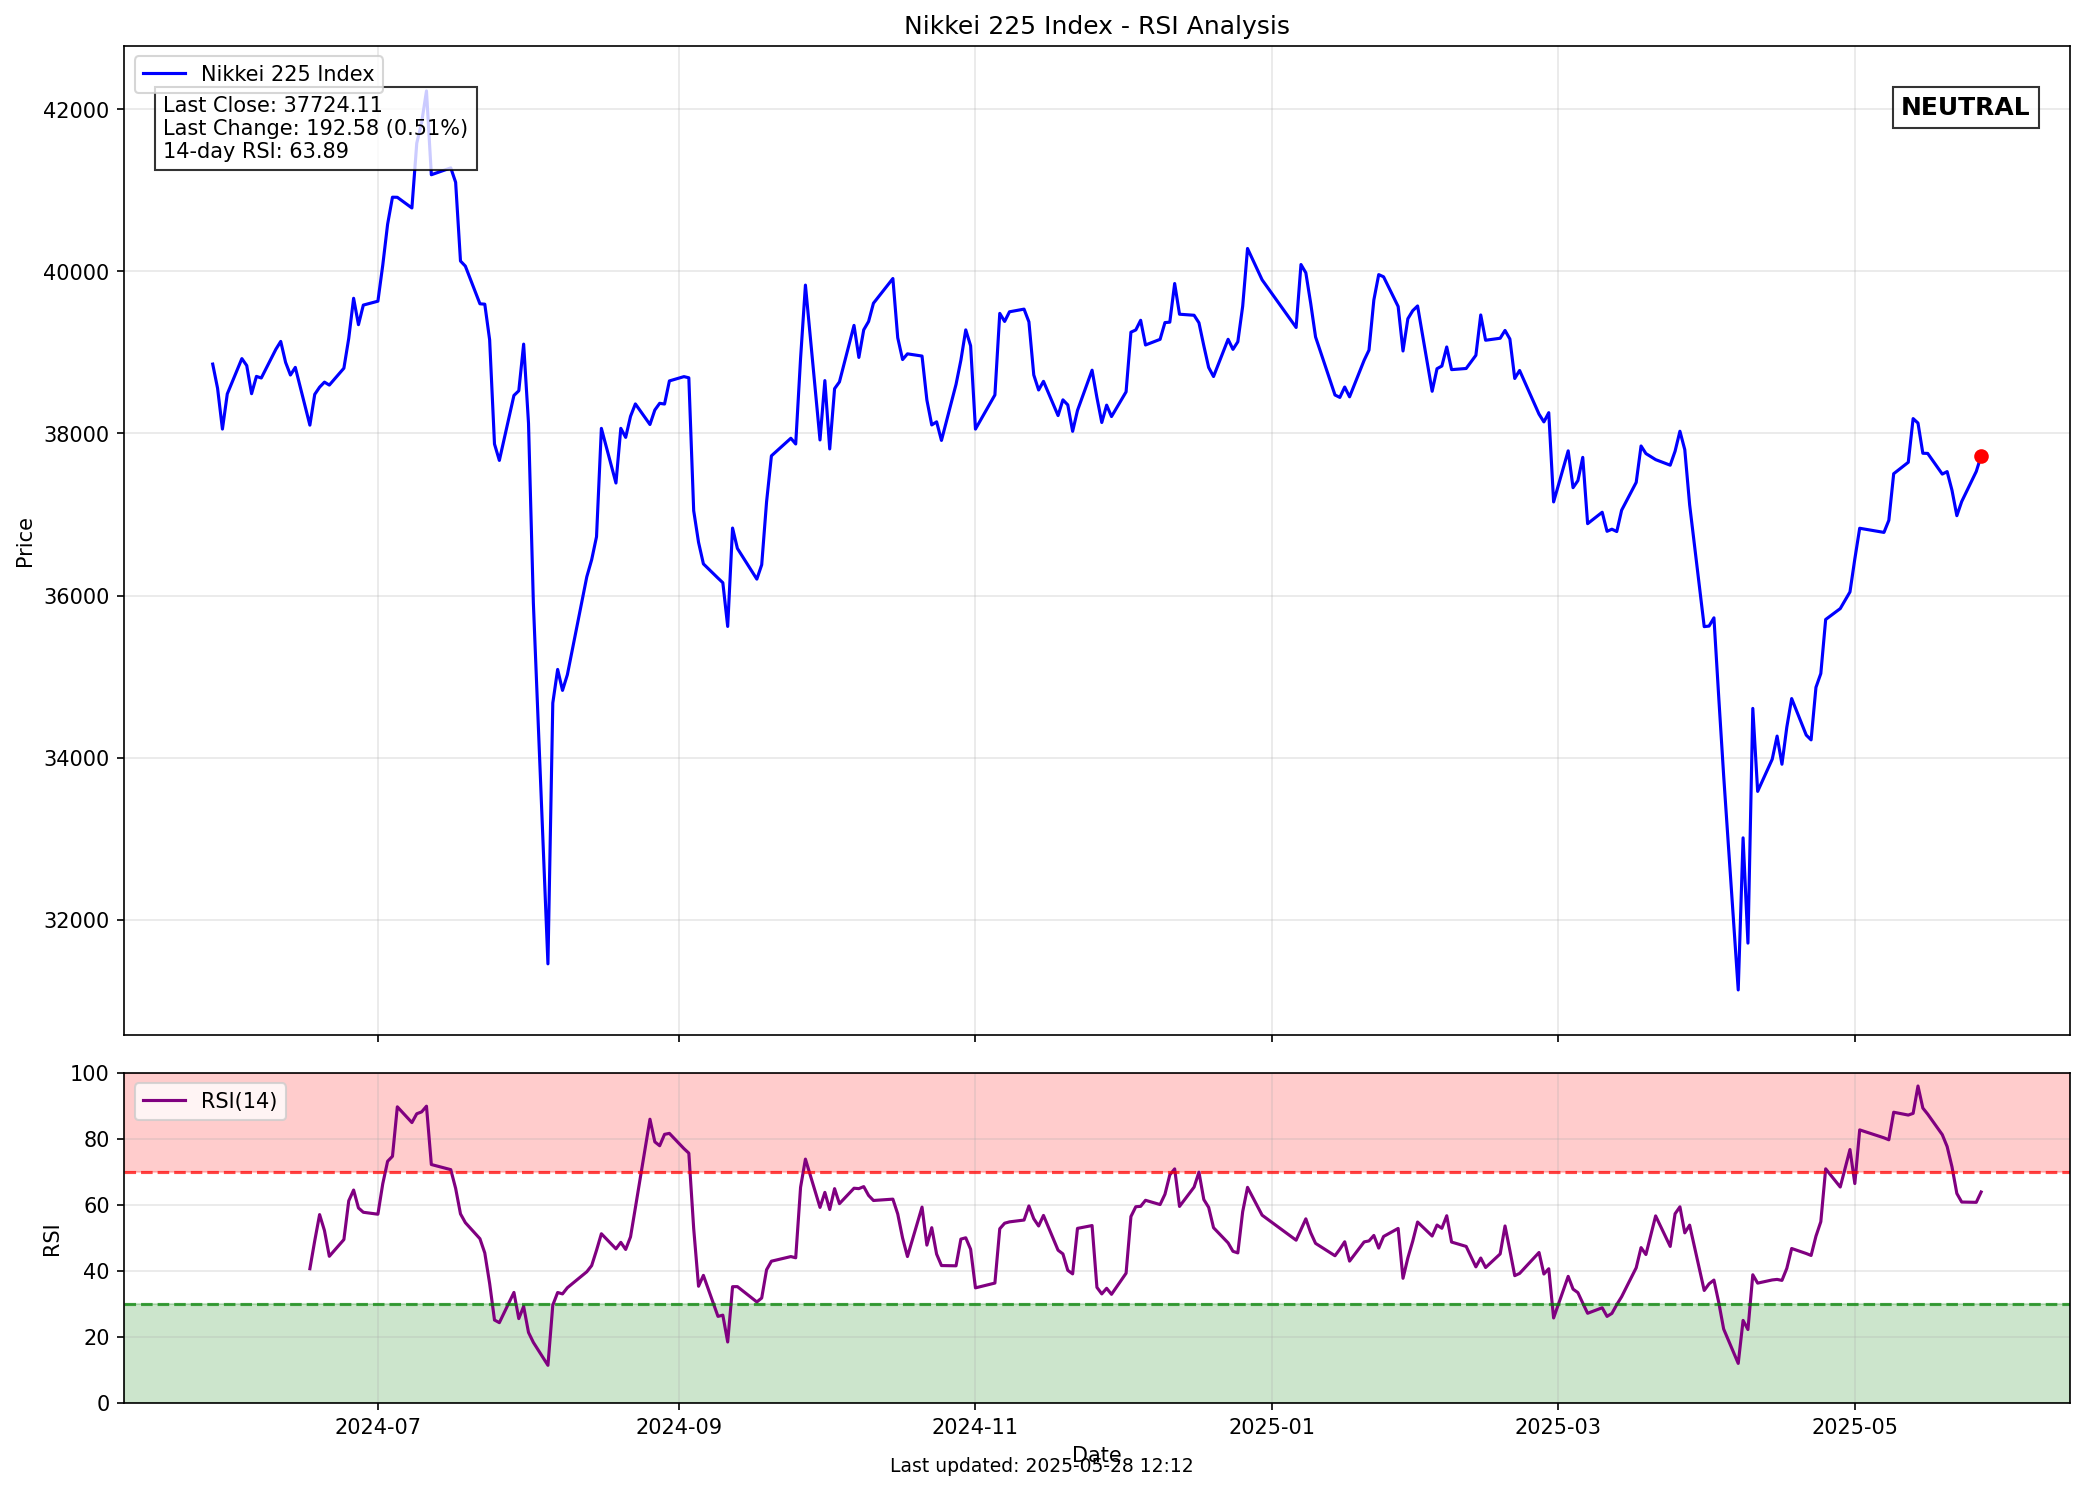 Nikkei 225 Index - RSI Analysis
Nikkei 225 Index
Last Close: 37724.11
Last Change: 192.58 (0.51%)
14-day RSI: 63.89
NEUTRAL
42000
40000
38000
36000
34000
32000
Price
RSI(14)
100
80
60
40
20
0
RSI
2024-07
2024-09
2024-11
2025-01
2025-03
2025-05
Date
Last updated: 2025-05-28 12:12